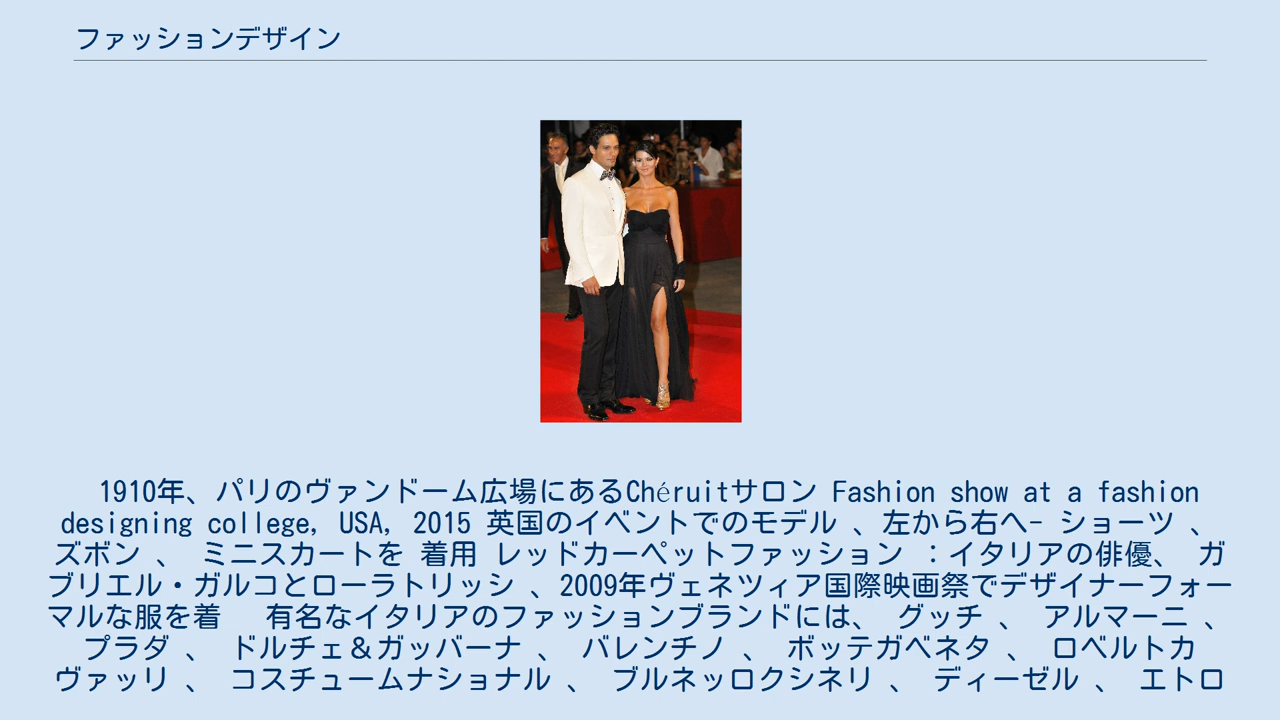 ファッションデザイン
1910年、パリのヴァンドーム広場にあるChéruitサロン Fashion show at a fashion
designing college, USA, 2015 英国のイベントでのモデル 、左から右へ- ショーツ 、
ズボン 、 ミニスカートを 着用 レッドカーペットファッション ：イタリアの俳優、 ガ
ブリエル・ガルコとローラトリッシ 、2009年ヴェネツィア国際映画祭でデザイナーフォー
マルな服を着 有名なイタリアのファッションブランドには、 グッチ 、 アルマーニ 、
プラダ 、 ドルチェ＆ガッバーナ 、 バレンチノ 、 ボッテガベネタ 、 ロベルトカ
ヴァッリ 、 コスチュームナショナル 、 ブルネッロクシネリ 、 ディーゼル 、 エトロ